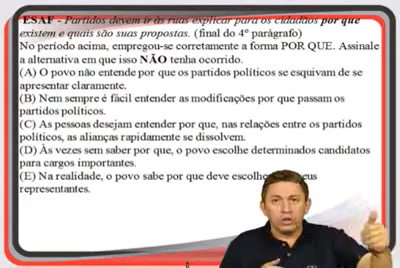 ESAF - Partidos devem ir às ruas explicar para os cidadãos por que
existem e quais são suas propostas. (final do 4º parágrafo)
No período acima, empregou-se corretamente a forma POR QUE. Assinale
a alternativa em que isso NÃO tenha ocorrido.
(A) O povo não entende por que os partidos políticos se esquivam de se
apresentar claramente.
(B) Nem sempre é fácil entender as modificações por que passam os
partidos políticos.
(C) As pessoas desejam entender por que, nas relações entre os partidos
políticos, as alianças rapidamente se dissolvem.
(D) Às vezes sem saber por que, o povo escolhe determinados candidatos
para cargos importantes.
(E) Na realidade, o povo sabe por que deve escolhe eus
representantes.